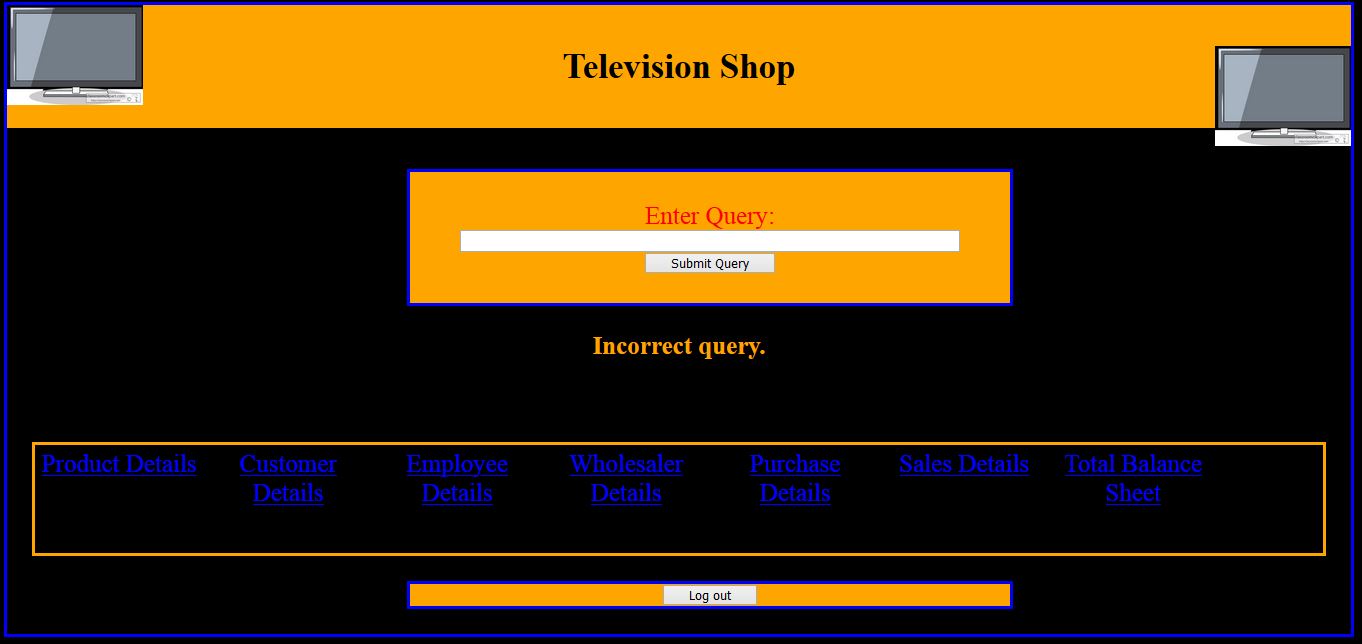 Television Shop
Enter Query:
Submit Query
Incorrect query.
Product Details
Customer
Details
Employee
Details
Wholesaler
Details
Purchase
Details
Sales Details
Total Balance
Sheet
Log out